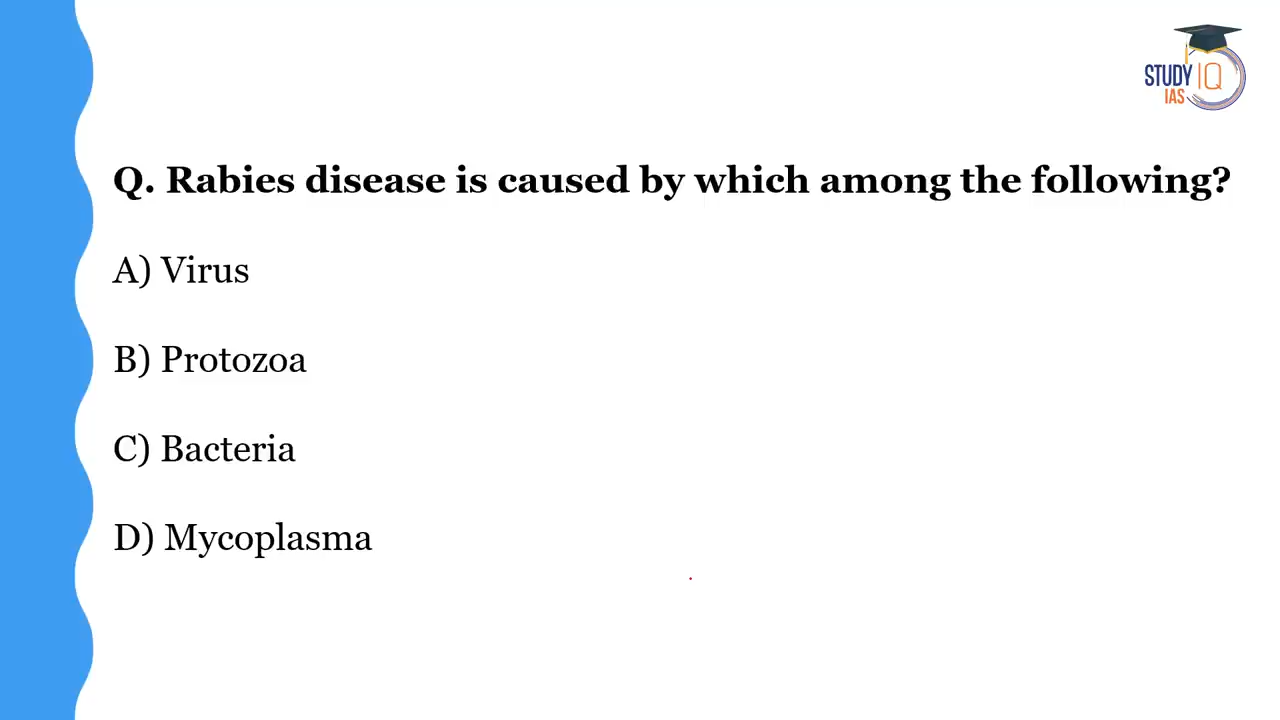 STUDY IQ
IAS
Q. Rabies disease is caused by which among the following?
A) Virus
B) Protozoa
C) Bacteria
D) Mycoplasma